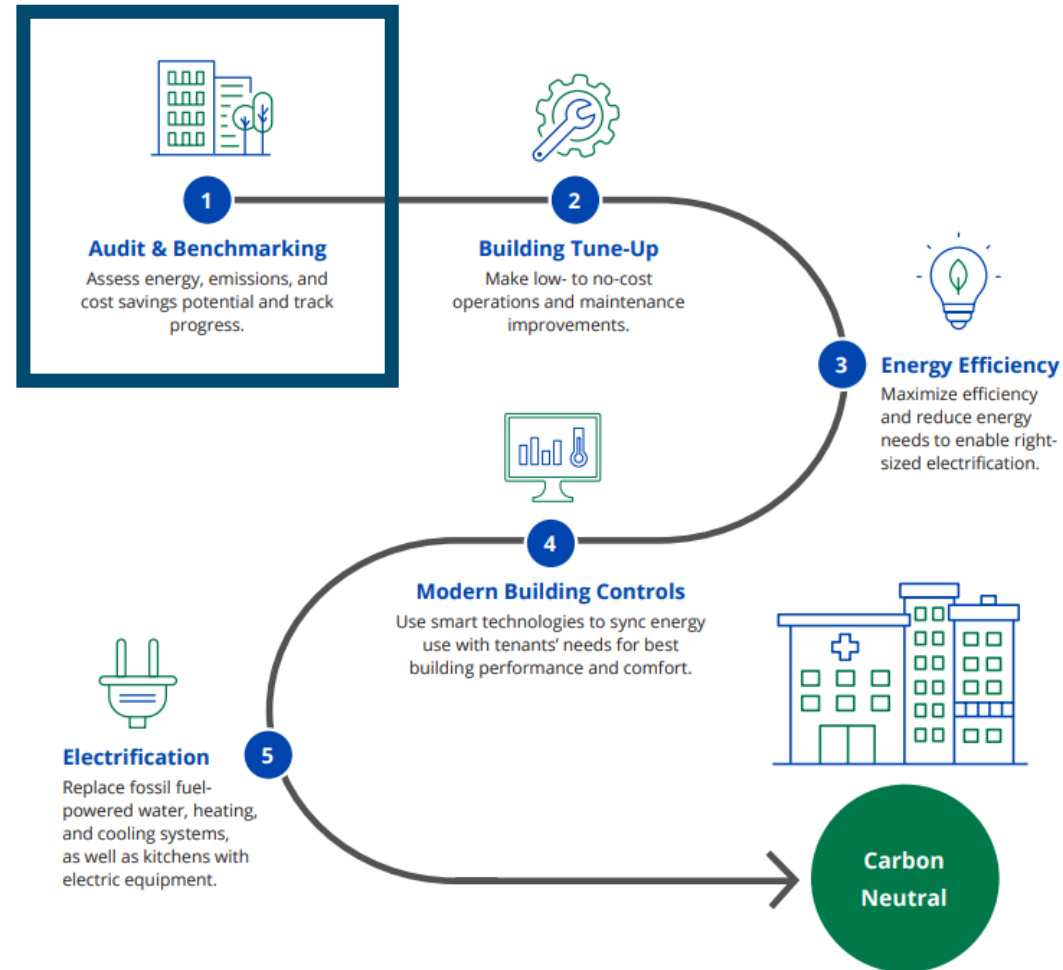 1
Audit & Benchmarking
Assess energy, emissions, and
cost savings potential and track
progress.
2
Building Tune-Up
Make low- to no-cost
operations and maintenance
improvements.
3
Energy Efficiency
Maximize efficiency
and reduce energy
needs to enable right-
sized electrification.
4
Modern Building Controls
Use smart technologies to sync energy
use with tenants’ needs for best
building performance and comfort.
5
Electrification
Replace fossil fuel-
powered water, heating,
and cooling systems,
as well as kitchens with
electric equipment.
Carbon
Neutral